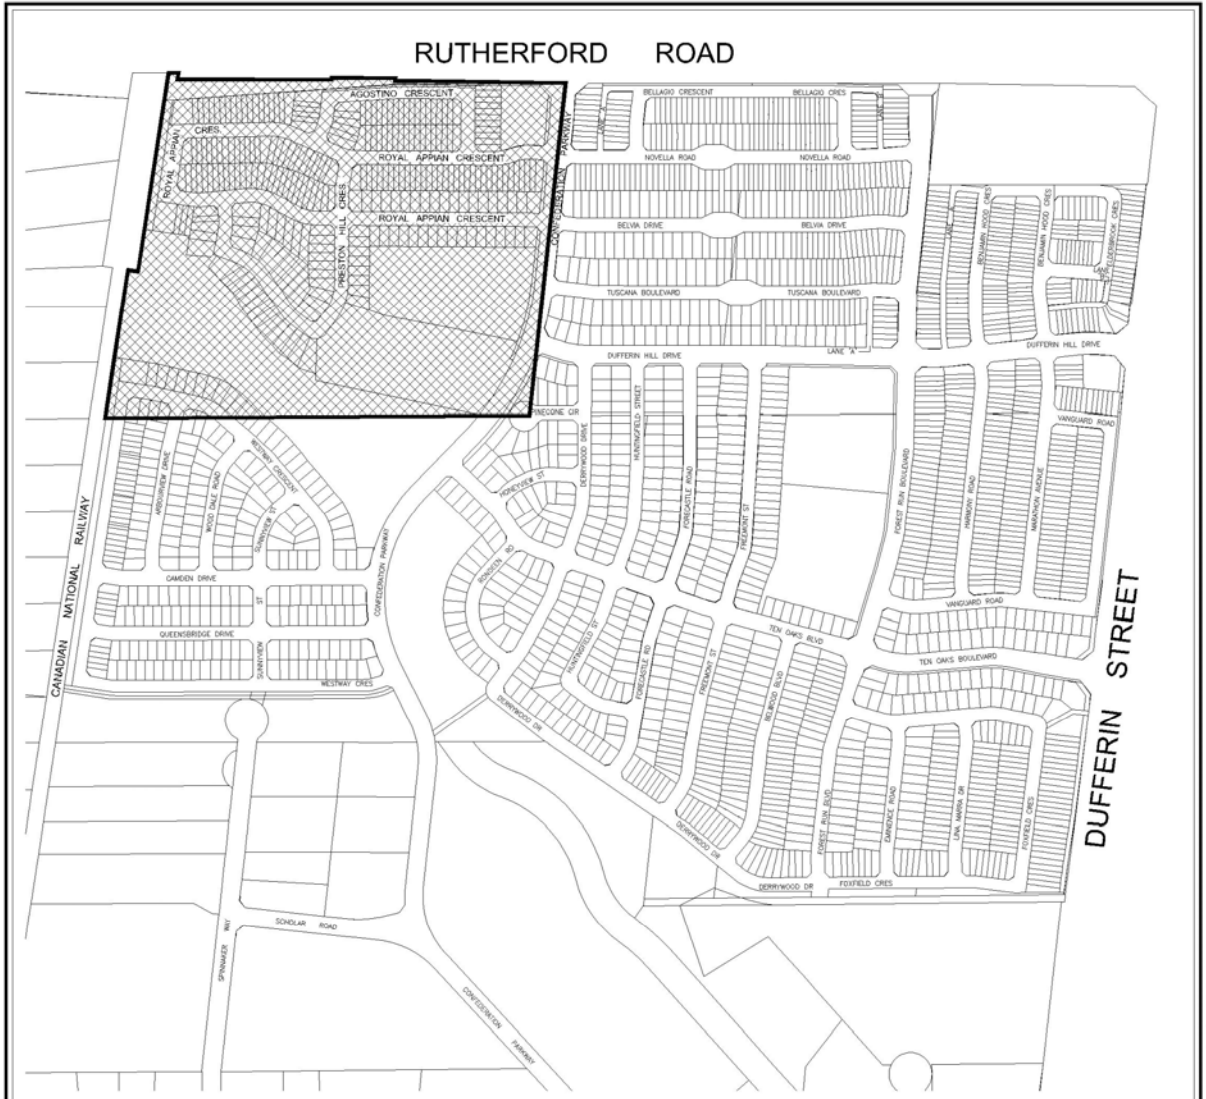 RUTHERFORD ROAD
AGOSTINO CRESCENT
BELLAGIO CRESCENT
BELLAGIO CRES
LANE "A"
CRES
ROYAL APPIAN
CONFEDERATION PARKWAY
ROYAL APPIAN CRESCENT
NOVELLA ROAD
NOVELLA ROAD
PRESTON HILL CRES
ROYAL APPIAN CRESCENT
BELVIA DRIVE
BELVIA DRIVE
BENJAMIN HOOD CRES
BENJAMIN HOOD CRES
ELDERBROOK CRES
LANE
TUSCANA BOULEVARD
TUSCANA BOULEVARD
DUFFERIN HILL DRIVE
LANE "A"
DUFFERIN HILL DRIVE
PINECONE CIR
VANGUARD ROAD
DERRYWOOD DRIVE
HUNTINGFIELD STREET
FORECASTLE ROAD
FREEMONT ST
FOREST RUN BOULEVARD
HARMONY ROAD
MARATHON AVENUE
ARBOURVIEW DRIVE
WOOD DALE ROAD
WESTWAY CRESCENT
SUNNYVIEW ST
HONEYVIEW ST
RONDEEN RD
CANADIAN NATIONAL RAILWAY
CAMDEN DRIVE
CONFEDERATION PARKWAY
QUEENSBRIDGE DRIVE
SUNNYVIEW ST
WESTWAY CRES
VANGUARD ROAD
TEN OAKS BLVD
TEN OAKS BOULEVARD
HUNTINGFIELD ST
FORECASTLE RD
FREEMONT ST
BELWOOD BLVD
DERRYWOOD DR
DUFFERIN STREET
FOREST RUN BLVD
EMINENCE ROAD
LINA MARIA DR
FOXFIELD CRES
DERRYWOOD DR
DERRYWOOD DR
FOXFIELD CRES
SCHOLAR ROAD
SPINNAKER WAY
CONFEDERATION PARKWAY